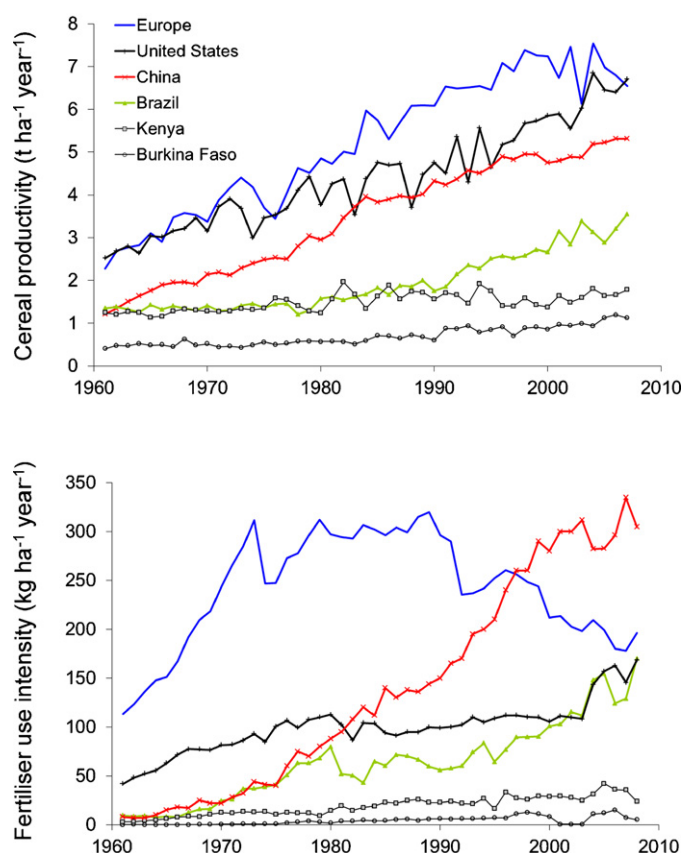 Cereal productivity (t ha⁻¹ year⁻¹)
8
7
6
5
4
3
2
1
0
Europe
United States
China
Brazil
Kenya
Burkina Faso
1960 1970 1980 1990 2000 2010
Fertiliser use intensity (kg ha⁻¹ year⁻¹)
350
300
250
200
150
100
50
0
1960 1970 1980 1990 2000 2010